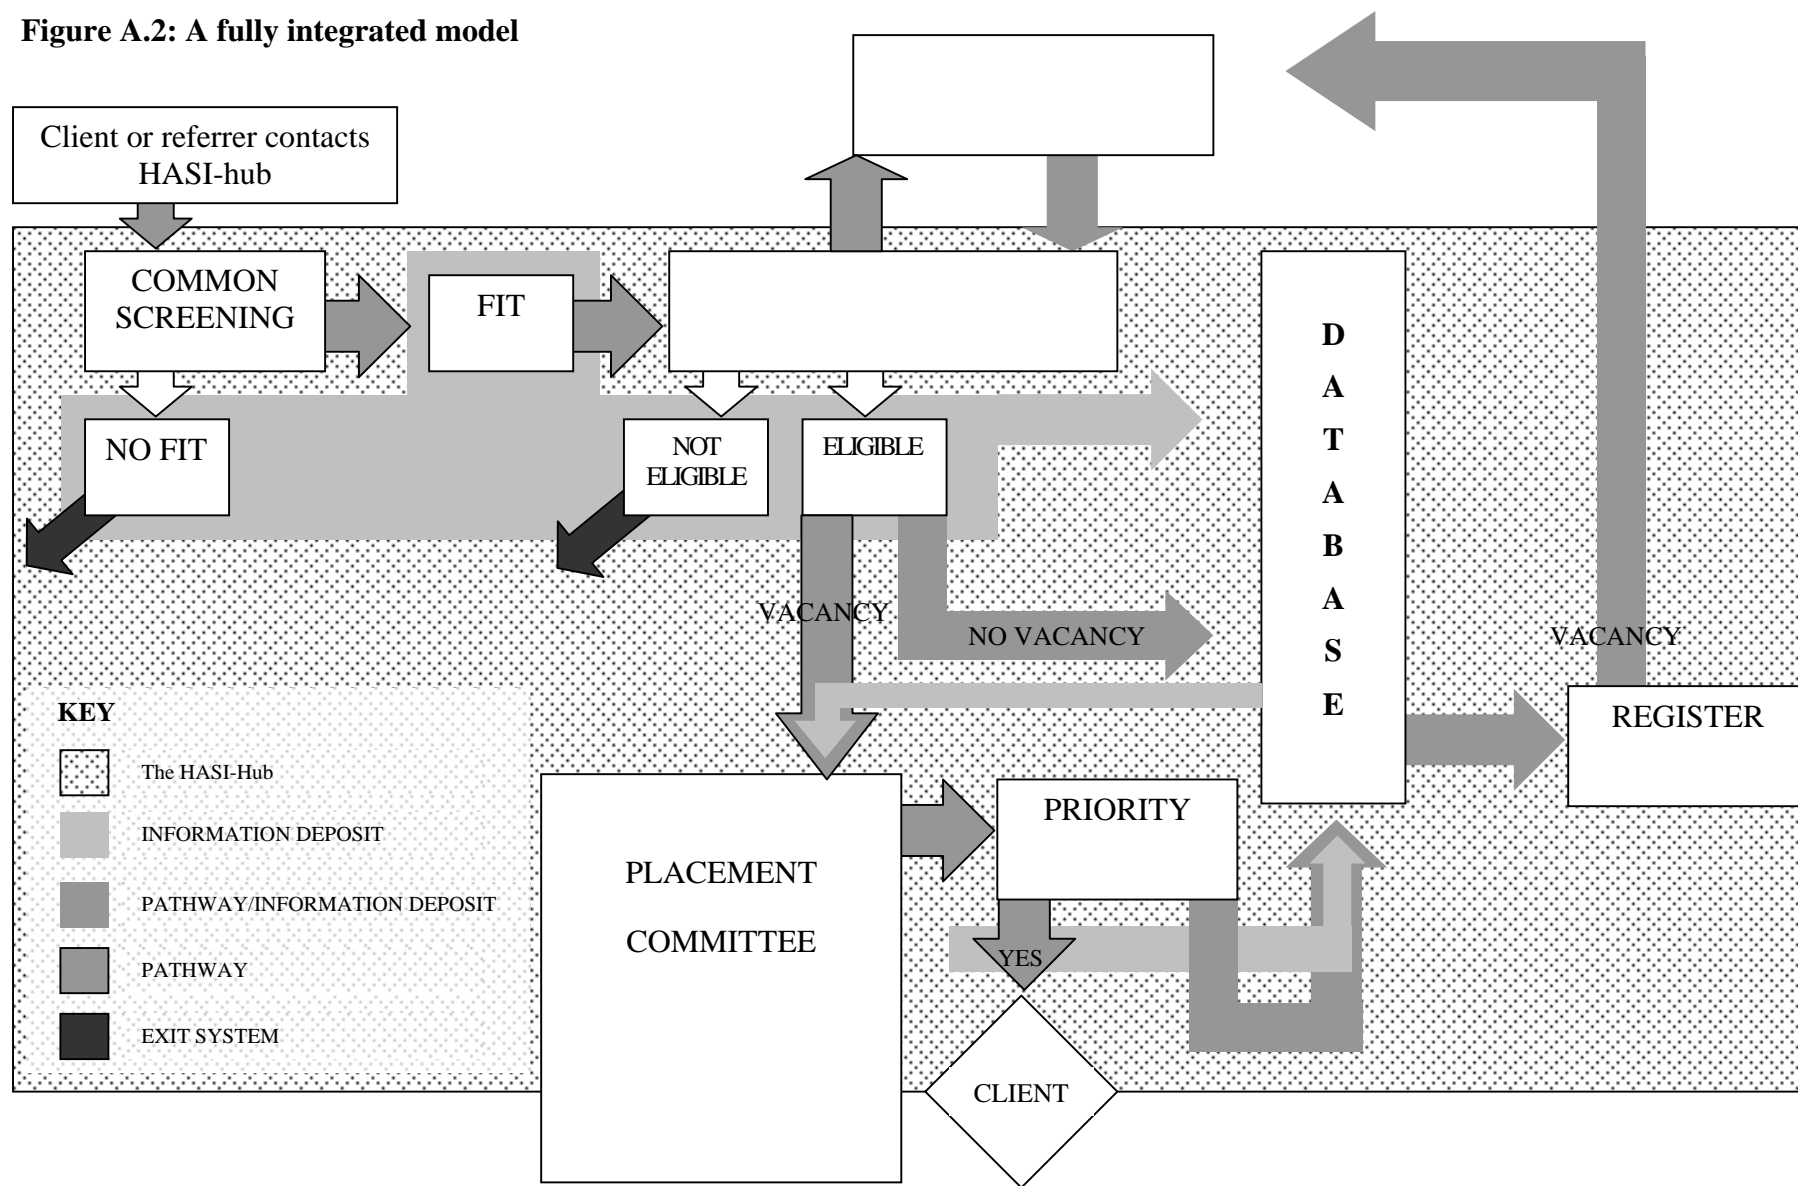 Figure A.2: A fully integrated model
Client or referrer contacts
HASI-hub
COMMON
SCREENING
FIT
NO FIT
NOT
ELIGIBLE
ELIGIBLE
D
A
T
A
B
A
S
E
VACANCY
NO VACANCY
VACANCY
REGISTER
KEY
The HASI-Hub
INFORMATION DEPOSIT
PATHWAY/INFORMATION DEPOSIT
PATHWAY
EXIT SYSTEM
PLACEMENT
COMMITTEE
PRIORITY
YES
CLIENT